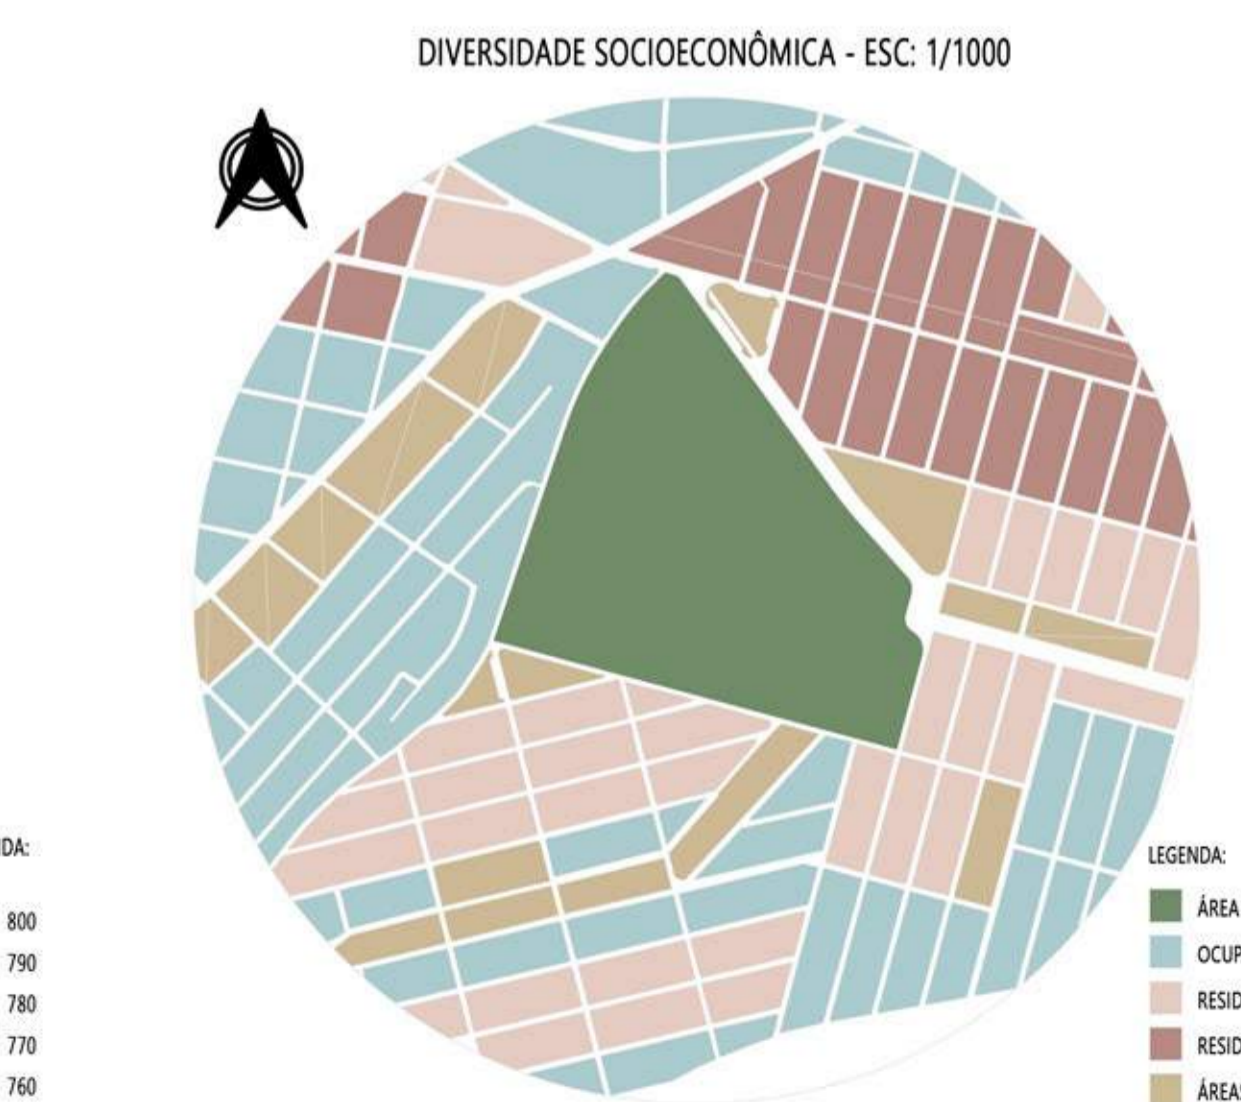 DIVERSIDADE SOCIOECONÔMICA - ESC: 1/1000
DA:
800
790
780
770
760
LEGENDA:
ÁREA
OCUP
RESID
RESID
ÁREAS